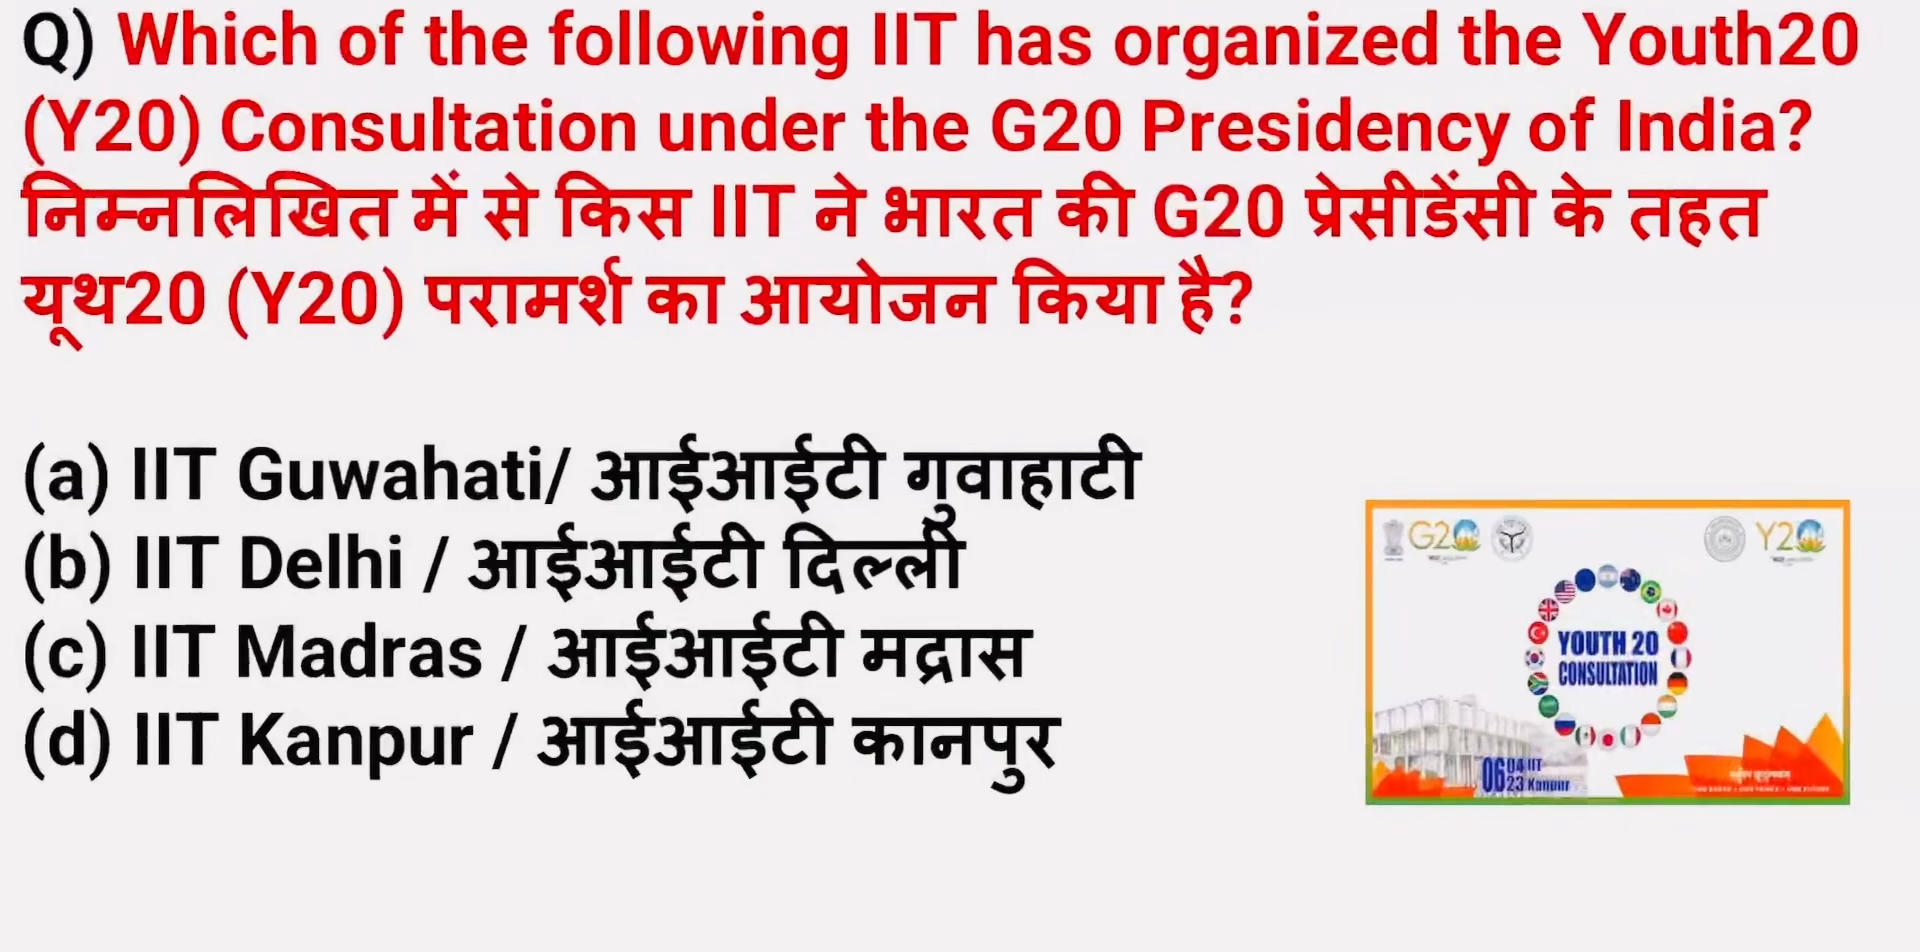 Q) Which of the following IIT has organized the Youth20
(Y20) Consultation under the G20 Presidency of India?
निम्नलिखित में से किस IIT ने भारत की G20 प्रेसीडेंसी के तहत
यूथ20 (Y20) परामर्श का आयोजन किया है?
(a) IIT Guwahati/ आईआईटी गुवाहाटी
(b) IIT Delhi / आईआईटी दिल्ली
(c) IIT Madras / आईआईटी मद्रास
(d) IIT Kanpur / आईआईटी कानपुर
G20
Y20
YOUTH 20
CONSULTATION
06 04 IIT
23 Kanpur